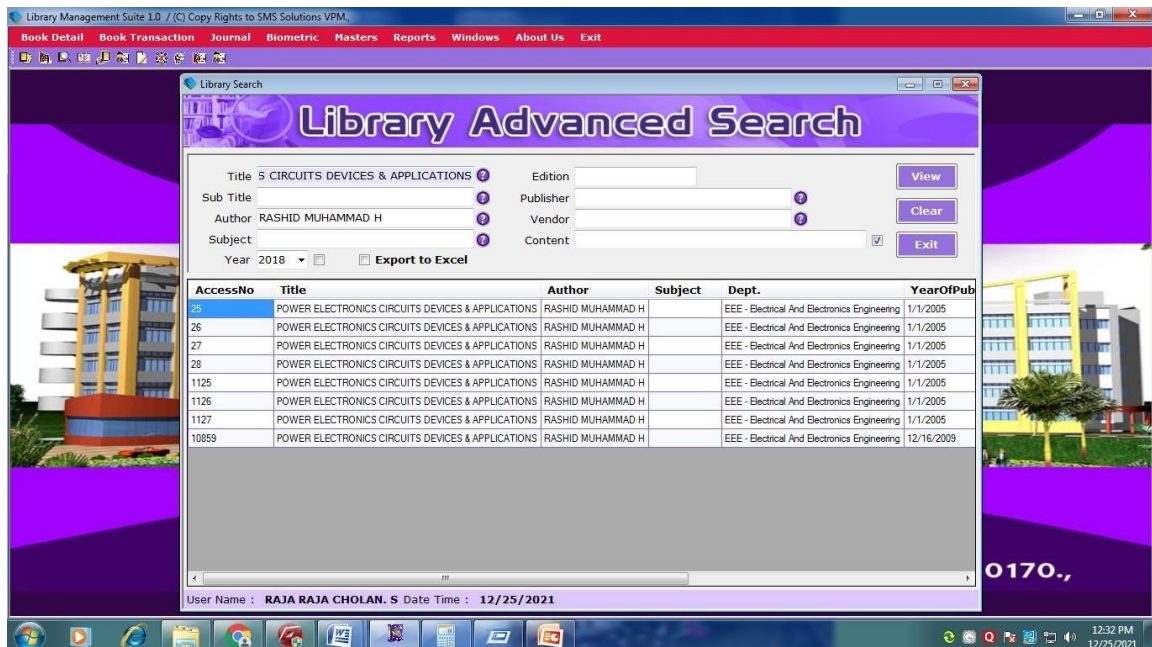 Library Management Suite 1.0 / (C) Copy Rights to SMS Solutions VPM.,
Book Detail Book Transaction Journal Biometric Masters Reports Windows About Us Exit
Library Search
Library Advanced Search
Title S CIRCUITS DEVICES & APPLICATIONS Edition View
Sub Title Publisher
Author RASHID MUHAMMAD H Vendor Clear
Subject Content Exit
Year 2018 Export to Excel
AccessNo Title Author Subject Dept. YearOfPub
25 POWER ELECTRONICS CIRCUITS DEVICES & APPLICATIONS RASHID MUHAMMAD H EEE - Electrical And Electronics Engineering 1/1/2005
26 POWER ELECTRONICS CIRCUITS DEVICES & APPLICATIONS RASHID MUHAMMAD H EEE - Electrical And Electronics Engineering 1/1/2005
27 POWER ELECTRONICS CIRCUITS DEVICES & APPLICATIONS RASHID MUHAMMAD H EEE - Electrical And Electronics Engineering 1/1/2005
28 POWER ELECTRONICS CIRCUITS DEVICES & APPLICATIONS RASHID MUHAMMAD H EEE - Electrical And Electronics Engineering 1/1/2005
1125 POWER ELECTRONICS CIRCUITS DEVICES & APPLICATIONS RASHID MUHAMMAD H EEE - Electrical And Electronics Engineering 1/1/2005
1126 POWER ELECTRONICS CIRCUITS DEVICES & APPLICATIONS RASHID MUHAMMAD H EEE - Electrical And Electronics Engineering 1/1/2005
1127 POWER ELECTRONICS CIRCUITS DEVICES & APPLICATIONS RASHID MUHAMMAD H EEE - Electrical And Electronics Engineering 1/1/2005
10859 POWER ELECTRONICS CIRCUITS DEVICES & APPLICATIONS RASHID MUHAMMAD H EEE - Electrical And Electronics Engineering 12/16/2009
0170.,
User Name : RAJA RAJA CHOLAN. S Date Time : 12/25/2021
12:32 PM
12/25/2021